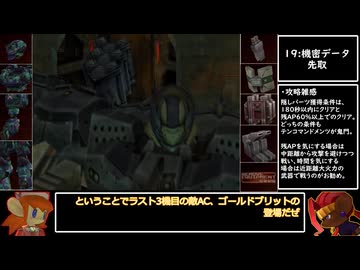 19:機密データ
先取
・攻略雑感
隠しパーツ獲得条件は、
180秒以内にクリアと
残AP60％以上でのクリア。
どっちの条件も
テンコマンドメンツが鬼門。
残APを気にする場合は
中距離から攻撃を避けつつ
戦い、時間を気にする
場合は近距離大火力の
武器で戦うのがお勧め。
ということでラスト3機目の敵AC、ゴールドブリットの
登場だぜ